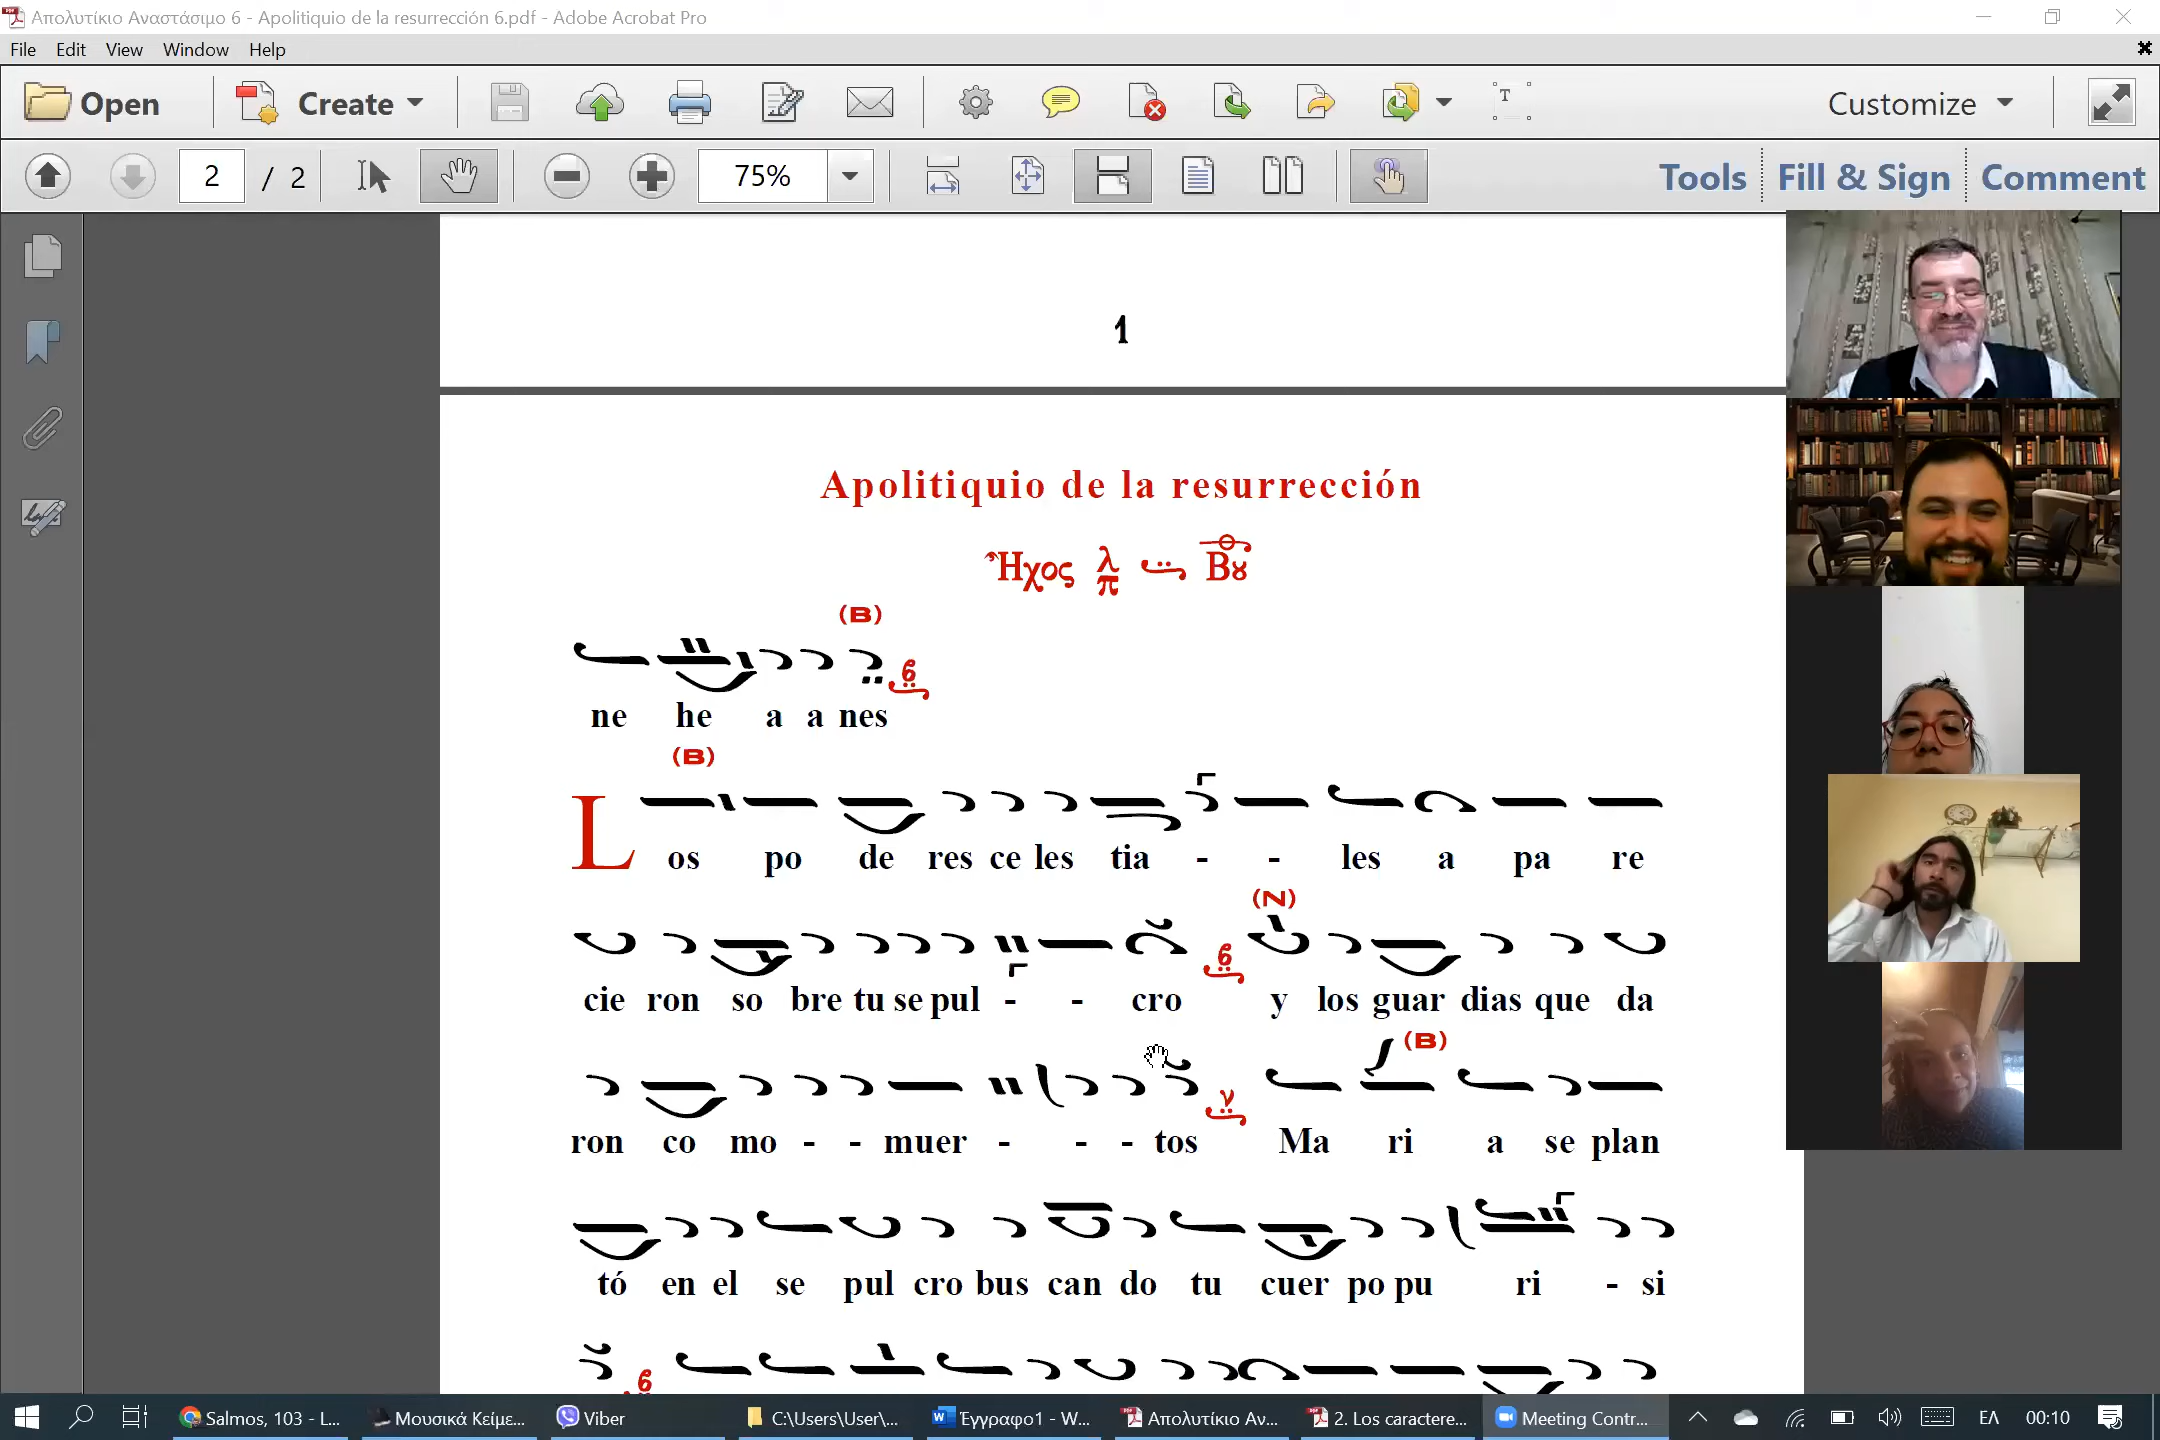 Απολυτίκιο Αναστάσιμο 6 - Apolitiquio de la resurrección 6.pdf - Adobe Acrobat Pro
File Edit View Window Help
Open Create Customize
2 / 2 75% Tools Fill & Sign Comment
1
Apolitiquio de la resurrección
Ἦχος λ π Βȣ
(B)
6
ne he a a nes
(B)
Los po de res ce les tia - - les a pa re
(N)
6
cie ron so bre tu se pul - - cro y los guar dias que da
(B)
ν
ron co mo - - muer - - - tos Ma ri a se plan
tó en el se pul cro bus can do tu cuer po pu ri - si
6
Salmos, 103 - L... Μουσικά Κείμε... Viber C:\Users\User\... Έγγραφο1 - W... Απολυτίκιο Αν... 2. Los caractere... Meeting Contr... ΕΛ 00:10